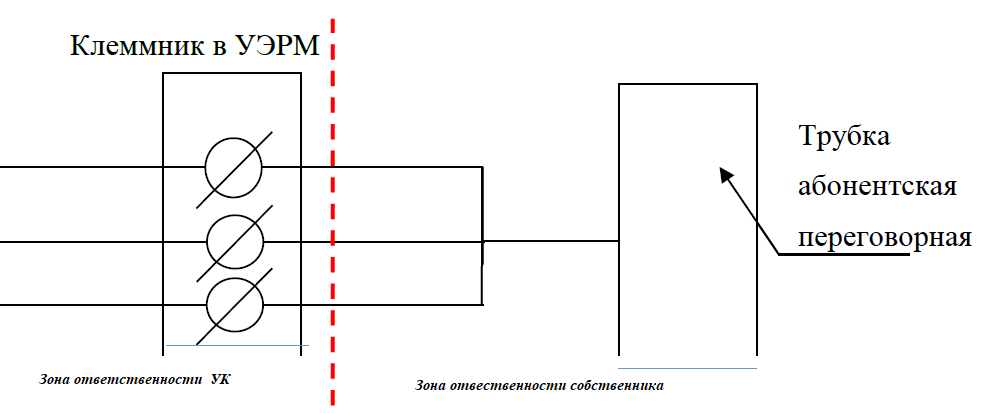 Клеммник в УЭРМ
Трубка
абонентская
переговорная
Зона ответственности УК
Зона отвественности собственника